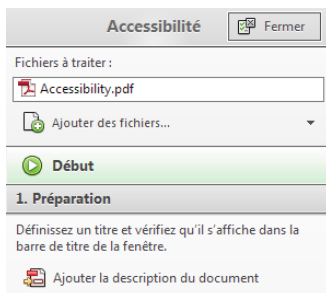 Accessibilité
Fermer
Fichiers à traiter :
Accessibility.pdf
Ajouter des fichiers...
Début
1. Préparation
Définissez un titre et vérifiez qu'il s'affiche dans la
barre de titre de la fenêtre.
Ajouter la description du document